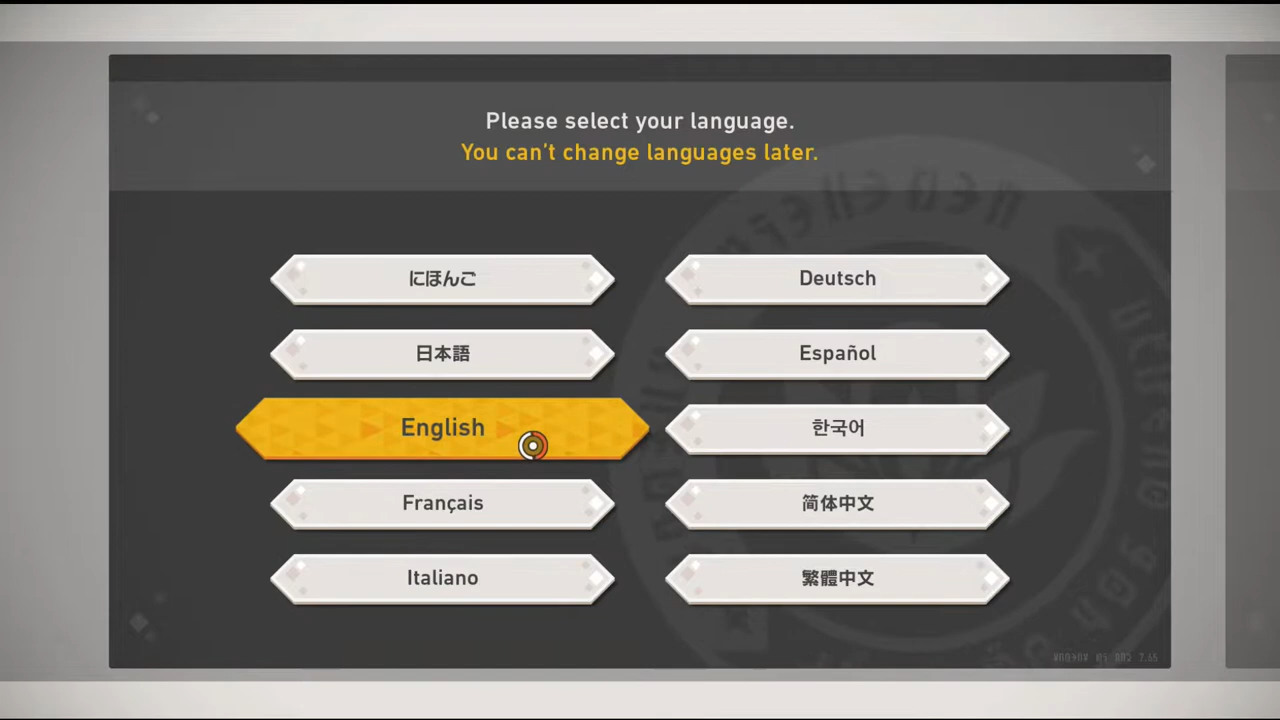 Please select your language.
You can't change languages later.
にほんご
Deutsch
日本語
Español
English
한국어
Français
简体中文
Italiano
繁體中文